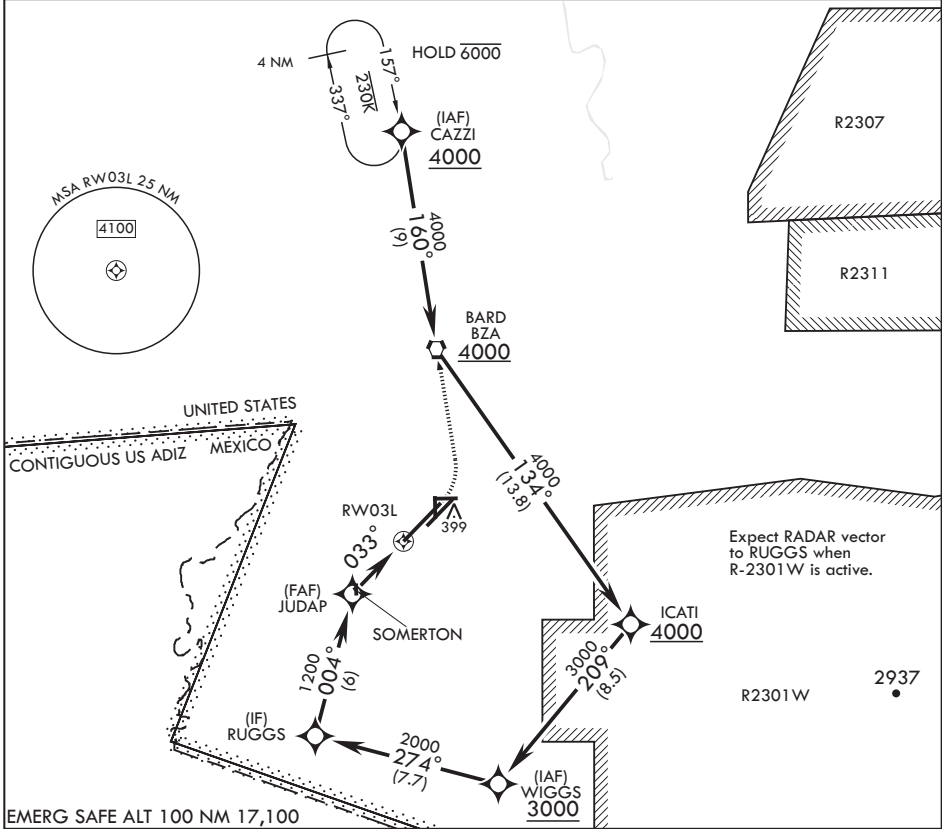 HOLD 6000
4 NM
157°
230K
337°
(IAF)
CAZZI
4000
R2307
MSA RW03L 25 NM
4100
4000
160°
(9)
R2311
BARD
BZA
4000
UNITED STATES
MEXICO
CONTIGUOUS US ADIZ
4000
134°
(13.8)
RW03L
399
033°
Expect RADAR vector
to RUGGS when
R-2301W is active.
(FAF)
JUDAP
SOMERTON
ICATI
4000
3000
209°
(8.5)
1200
004°
(6)
R2301W
2937
(IF)
RUGGS
2000
274°
(7.7)
(IAF)
WIGGS
3000
EMERG SAFE ALT 100 NM 17,100